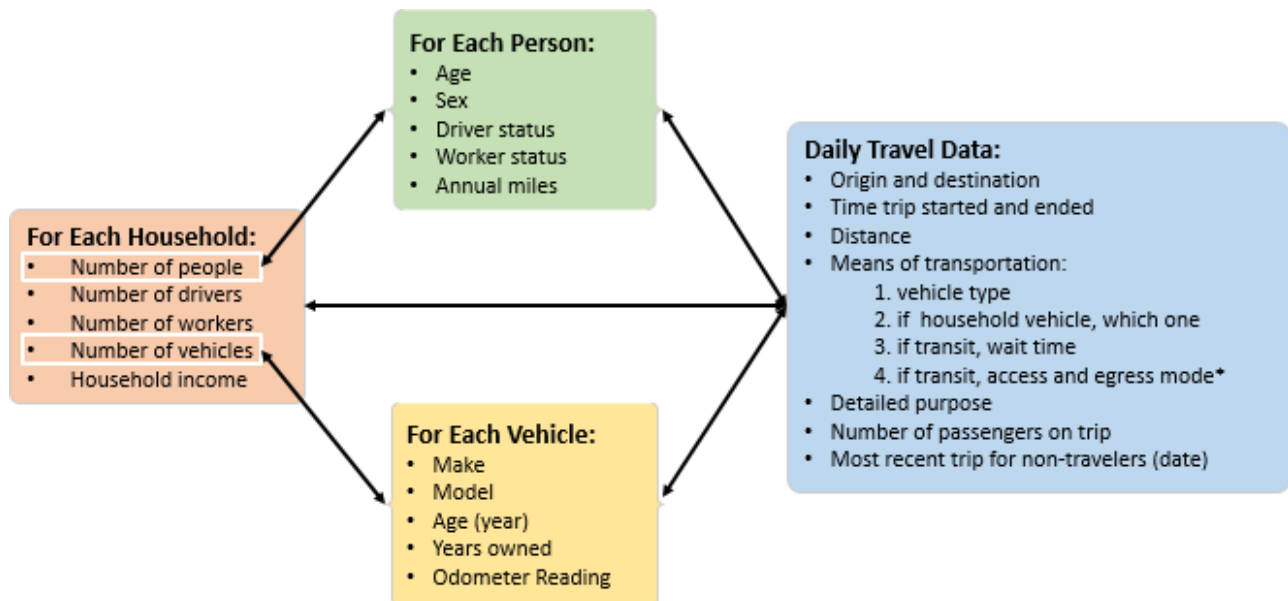 For Each Person:
• Age
• Sex
• Driver status
• Worker status
• Annual miles
For Each Household:
• Number of people
• Number of drivers
• Number of workers
• Number of vehicles
• Household income
For Each Vehicle:
• Make
• Model
• Age (year)
• Years owned
• Odometer Reading
Daily Travel Data:
• Origin and destination
• Time trip started and ended
• Distance
• Means of transportation:
1. vehicle type
2. if household vehicle, which one
3. if transit, wait time
4. if transit, access and egress mode*
• Detailed purpose
• Number of passengers on trip
• Most recent trip for non-travelers (date)